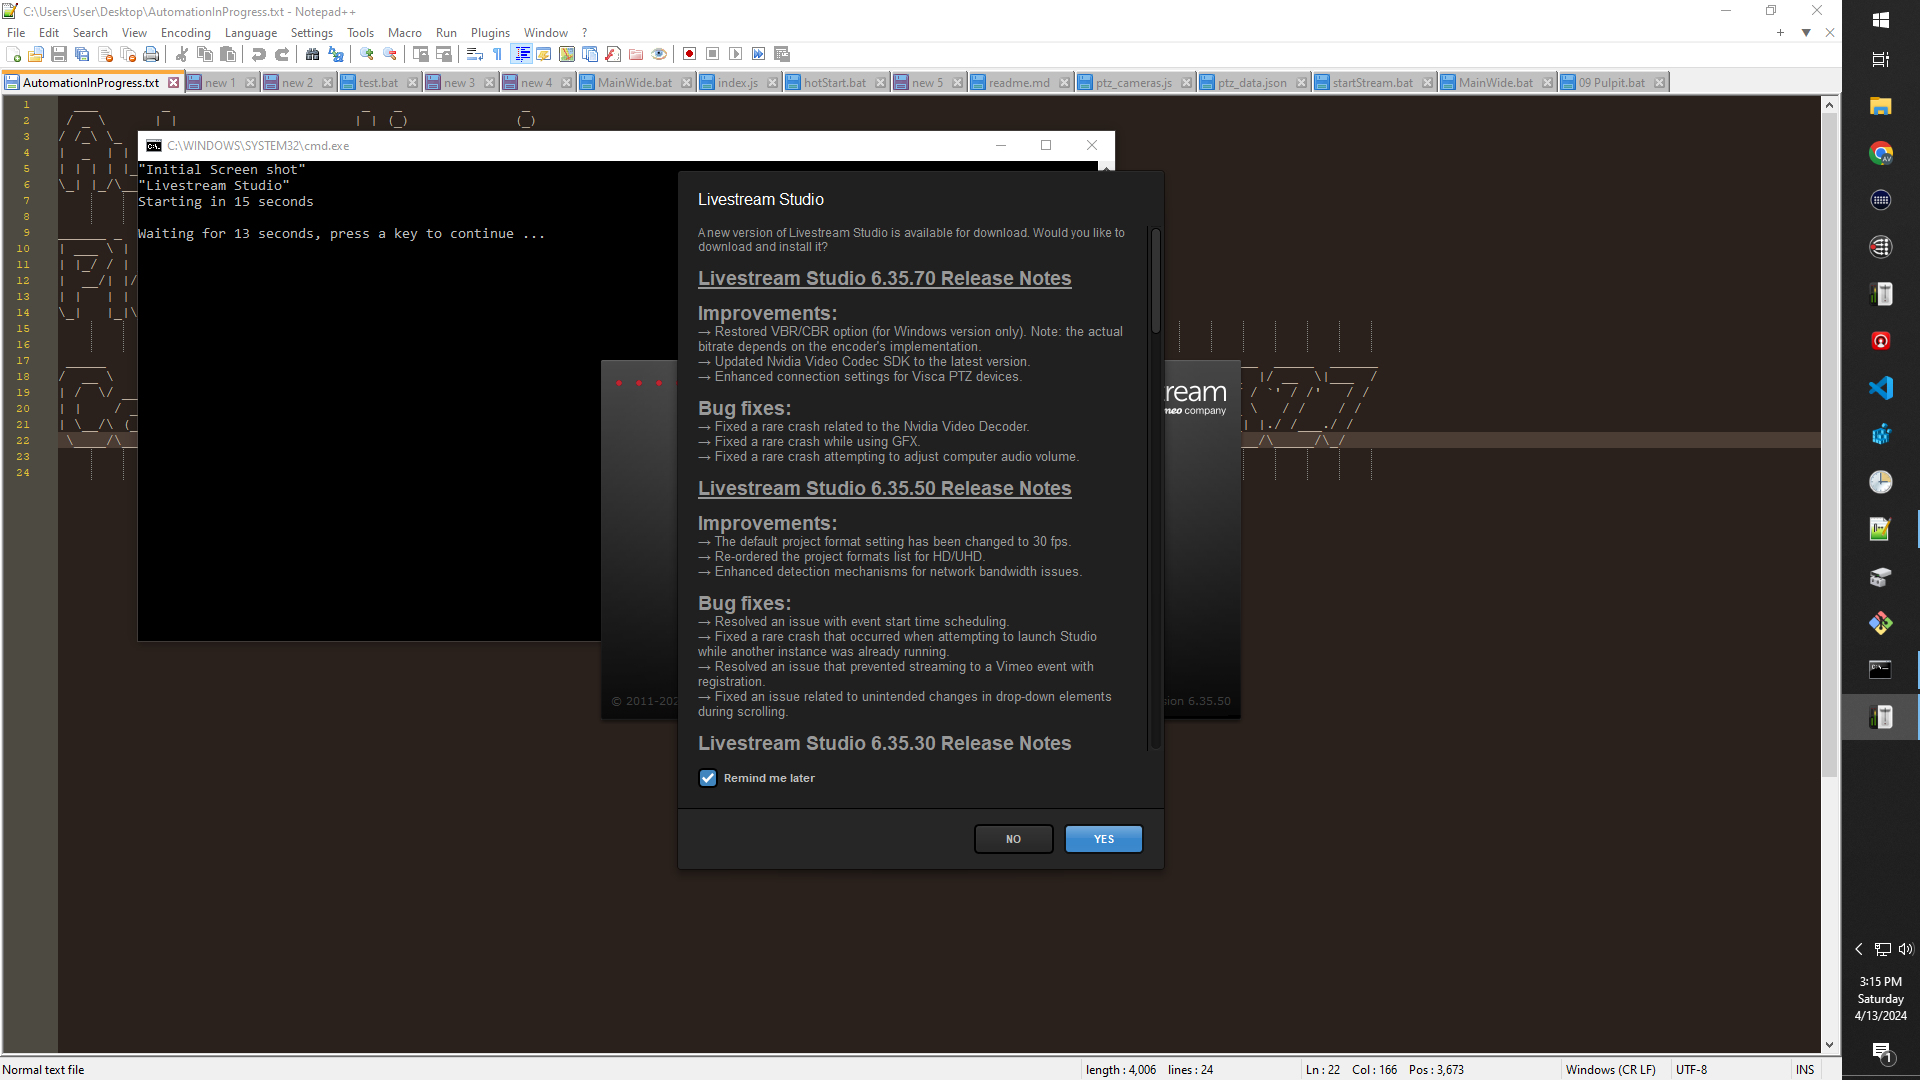 C:\Users\User\Desktop\AutomationInProgress.txt - Notepad++
File Edit Search View Encoding Language Settings Tools Macro Run Plugins Window ?
AutomationInProgress.txt new 1 new 2 test.bat new 3 new 4 MainWide.bat index.js hotStart.bat new 5 readme.md ptz_cameras.js ptz_data.json startStream.bat MainWide.bat 09 Pulpit.bat
1
2
3
4
5
6
7
8
9
10
11
12
13
14
15
16
17
18
19
20
21
22
23
24
C:\WINDOWS\SYSTEM32\cmd.exe
"Initial Screen shot"
"Livestream Studio"
Starting in 15 seconds
Waiting for 13 seconds, press a key to continue ...
Livestream Studio
A new version of Livestream Studio is available for download. Would you like to
download and install it?
Livestream Studio 6.35.70 Release Notes
Improvements:
→ Restored VBR/CBR option (for Windows version only). Note: the actual
bitrate depends on the encoder's implementation.
→ Updated Nvidia Video Codec SDK to the latest version.
→ Enhanced connection settings for Visca PTZ devices.
Bug fixes:
→ Fixed a rare crash related to the Nvidia Video Decoder.
→ Fixed a rare crash while using GFX.
→ Fixed a rare crash attempting to adjust computer audio volume.
Livestream Studio 6.35.50 Release Notes
Improvements:
→ The default project format setting has been changed to 30 fps.
→ Re-ordered the project formats list for HD/UHD.
→ Enhanced detection mechanisms for network bandwidth issues.
Bug fixes:
→ Resolved an issue with event start time scheduling.
→ Fixed a rare crash that occurred when attempting to launch Studio
while another instance was already running.
→ Resolved an issue that prevented streaming to a Vimeo event with
registration.
→ Fixed an issue related to unintended changes in drop-down elements
during scrolling.
Livestream Studio 6.35.30 Release Notes
Remind me later
NO YES
ream
company
© 2011-202
sion 6.35.50
3:15 PM
Saturday
4/13/2024
1
Normal text file length : 4,006 lines : 24 Ln : 22 Col : 166 Pos : 3,673 Windows (CR LF) UTF-8 INS